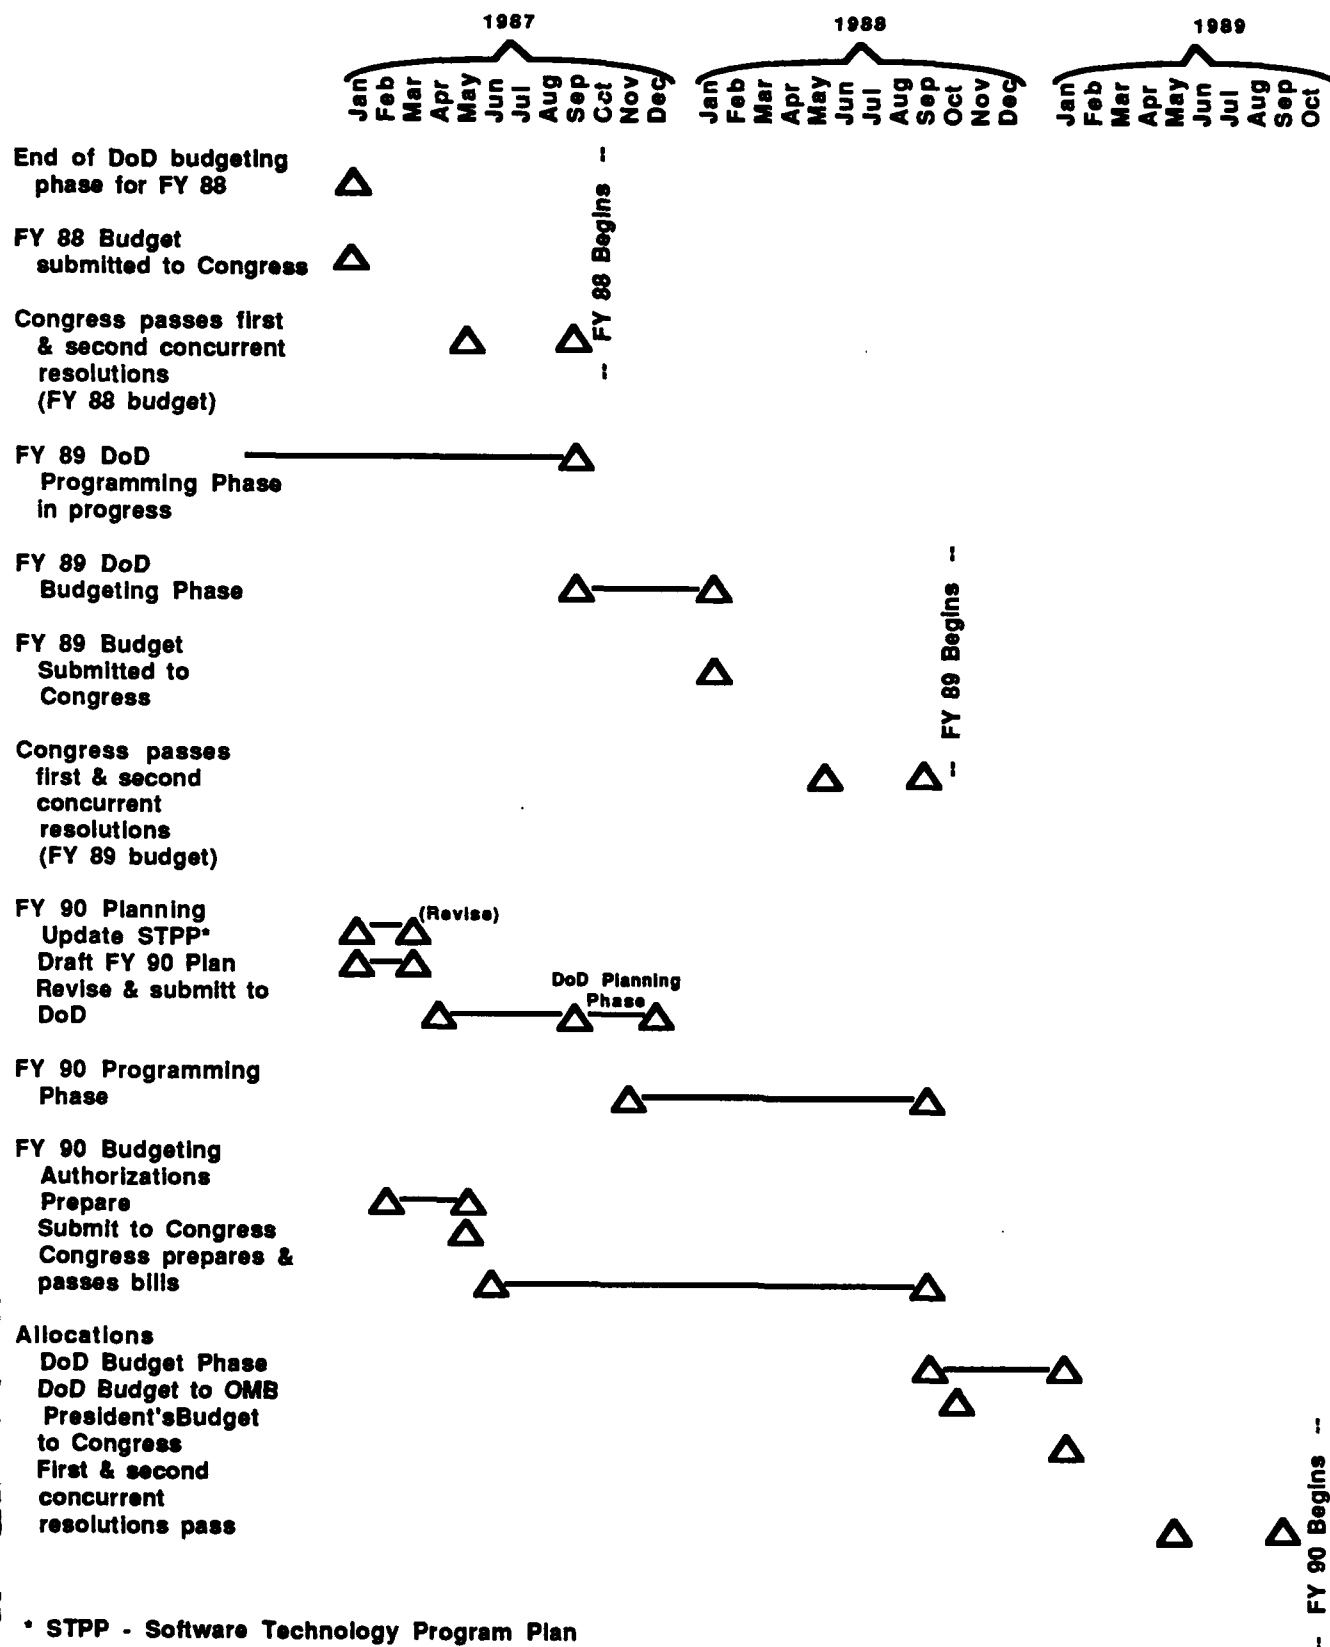 1987 1988 1989
Jan Feb Mar Apr May Jun Jul Aug Sep Oct Nov Dec Jan Feb Mar Apr May Jun Jul Aug Sep Oct Nov Dec Jan Feb Mar Apr May Jun Jul Aug Sep Oct
End of DoD budgeting
phase for FY 88
FY 88 Budget
submitted to Congress
-- FY 88 Begins --
Congress passes first
& second concurrent
resolutions
(FY 88 budget)
FY 89 DoD
Programming Phase
in progress
FY 89 DoD
Budgeting Phase
FY 89 Budget
Submitted to
Congress
-- FY 89 Begins --
Congress passes
first & second
concurrent
resolutions
(FY 89 budget)
FY 90 Planning
(Revise)
Update STPP*
Draft FY 90 Plan
Revise & submitt to
DoD
DoD Planning
Phase
FY 90 Programming
Phase
FY 90 Budgeting
Authorizations
Prepare
Submit to Congress
Congress prepares &
passes bills
Allocations
DoD Budget Phase
DoD Budget to OMB
President'sBudget
to Congress
First & second
concurrent
resolutions pass
-- FY 90 Begins --
* STPP - Software Technology Program Plan